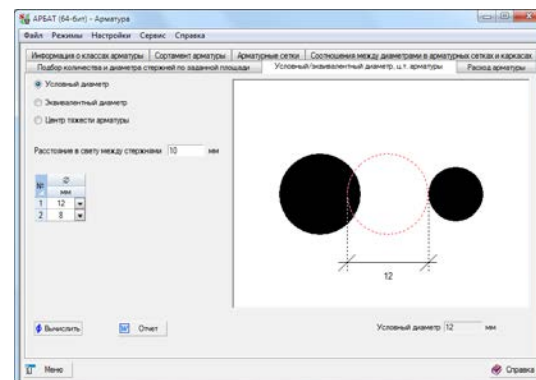 АРБАТ (64-бит) - Арматура
Файл Режимы Настройки Сервис Справка
Информация о классах арматуры Сортамент арматуры Арматурные сетки Соотношения между диаметрами в арматурных сетках и каркасах
Подбор количества и диаметра стержней по заданной площади Условный/эквивалентный диаметр, ц.т. арматуры Расход арматуры
Условный диаметр
Эквивалентный диаметр
Центр тяжести арматуры
Расстояние в свету между стержнями 10 мм
№ Ø
мм
1 12
2 8
12
Вычислить Отчет Условный диаметр 12 мм
Меню Справка